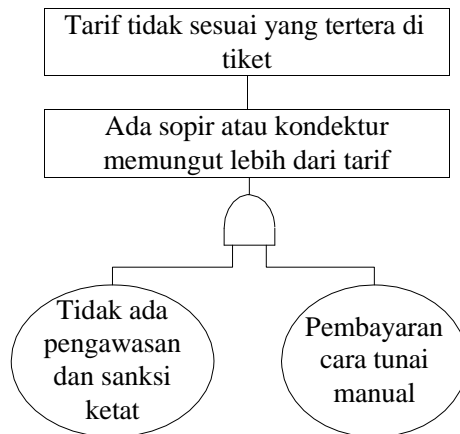 Tarif tidak sesuai yang tertera di
tiket
Ada sopir atau kondektur
memungut lebih dari tarif
Tidak ada
pengawasan
dan sanksi
ketat
Pembayaran
cara tunai
manual